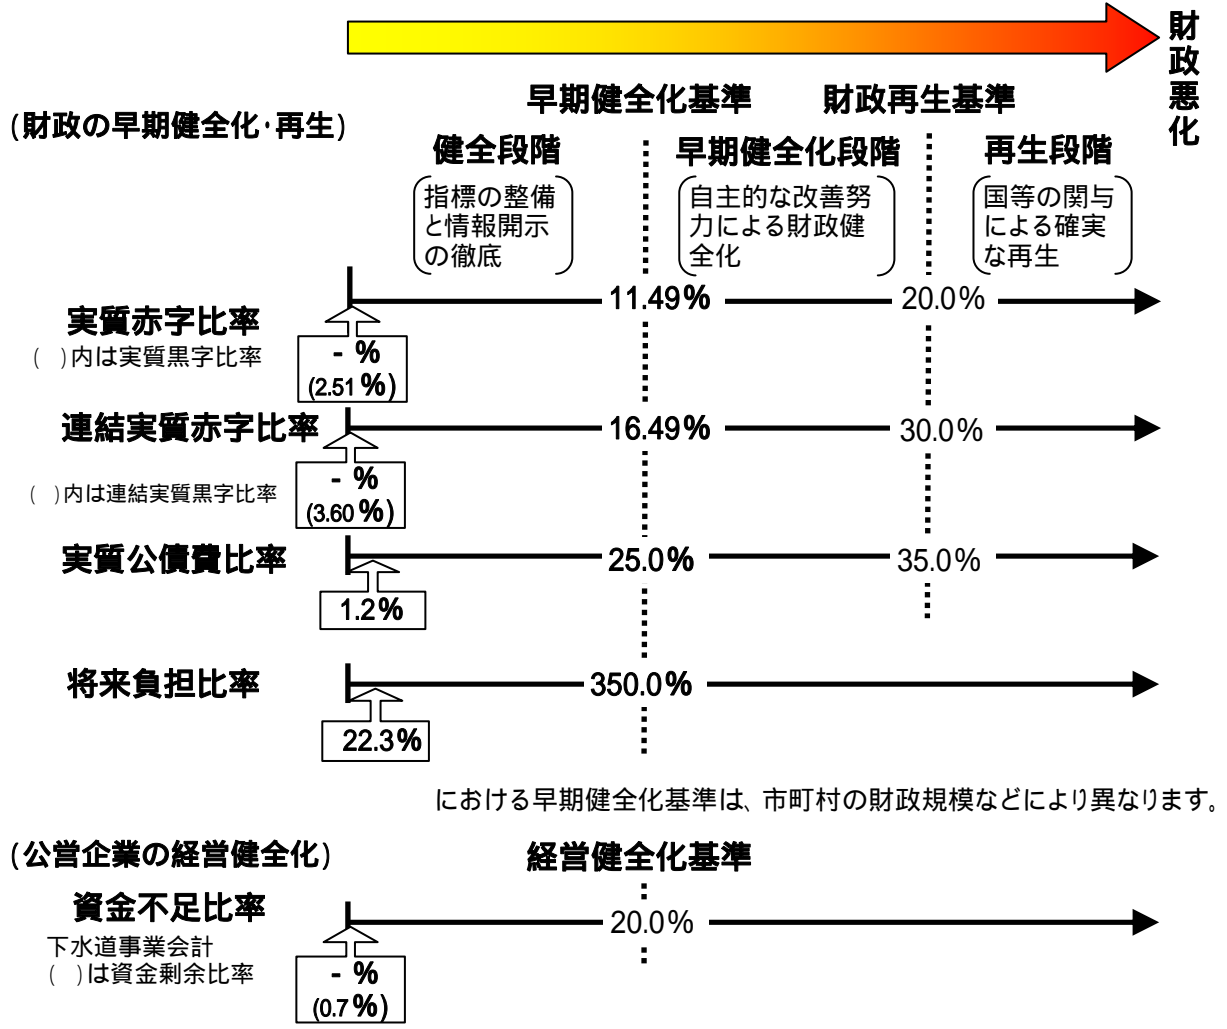 財政悪化
早期健全化基準 財政再生基準
(財政の早期健全化・再生)
健全段階 早期健全化段階 再生段階
指標の整備
と情報開示
の徹底
自主的な改善努
力による財政健
全化
国等の関与
による確実
な再生
実質赤字比率 11.49% 20.0%
( )内は実質黒字比率
- %
(2.51%)
連結実質赤字比率 16.49% 30.0%
( )内は連結実質黒字比率
- %
(3.60%)
実質公債費比率 25.0% 35.0%
1.2%
将来負担比率 350.0%
22.3%
における早期健全化基準は、市町村の財政規模などにより異なります。
(公営企業の経営健全化) 経営健全化基準
資金不足比率 20.0%
下水道事業会計
( )は資金剰余比率
- %
(0.7%)